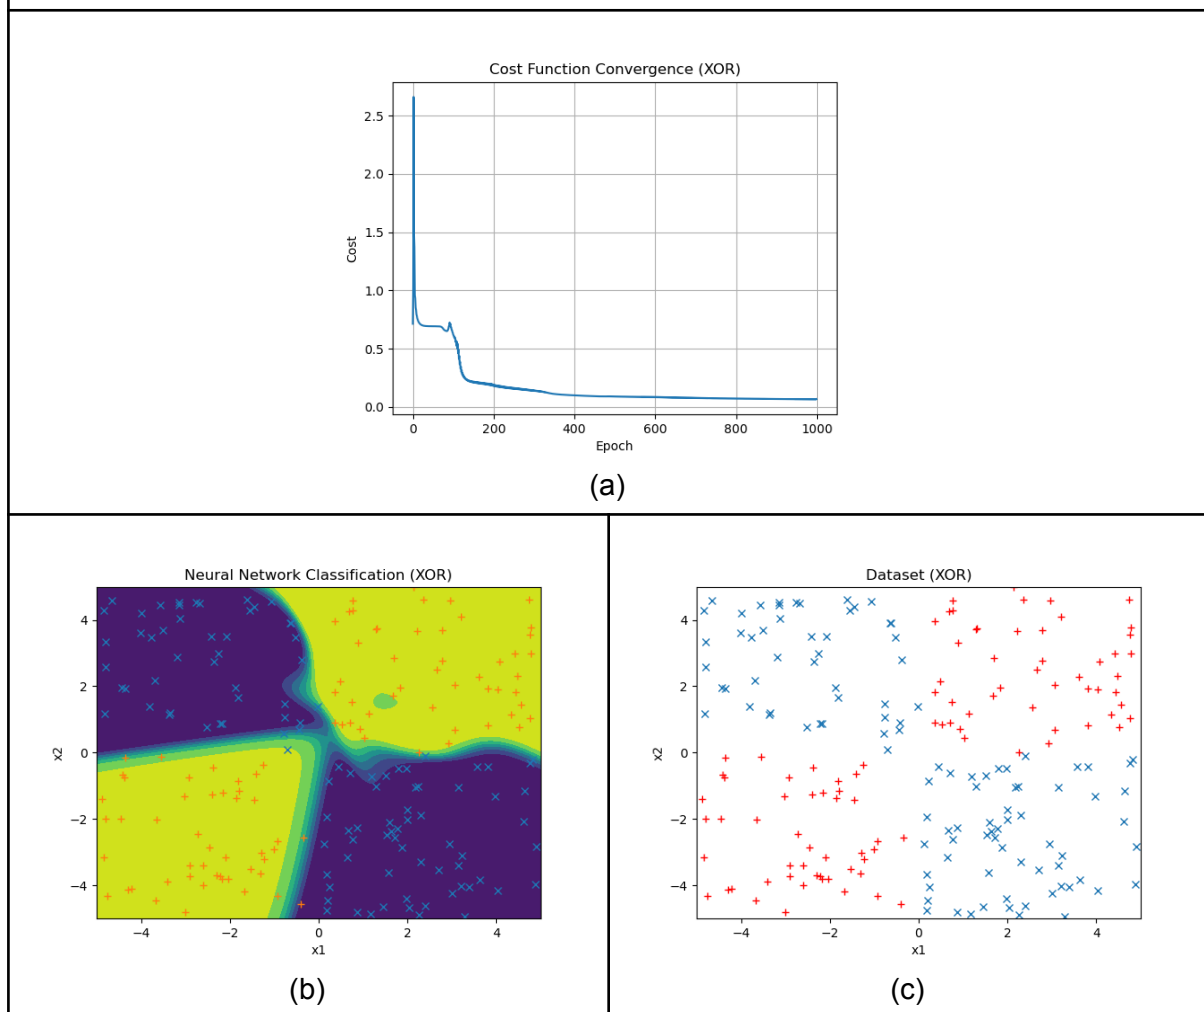 Cost Function Convergence (XOR)
2.5
2.0
1.5
1.0
0.5
0.0
Cost
0 200 400 600 800 1000
Epoch
(a)
Neural Network Classification (XOR)
4
2
0
−2
−4
x2
−4 −2 0 2 4
x1
(b)
Dataset (XOR)
4
2
0
−2
−4
x2
−4 −2 0 2 4
x1
(c)